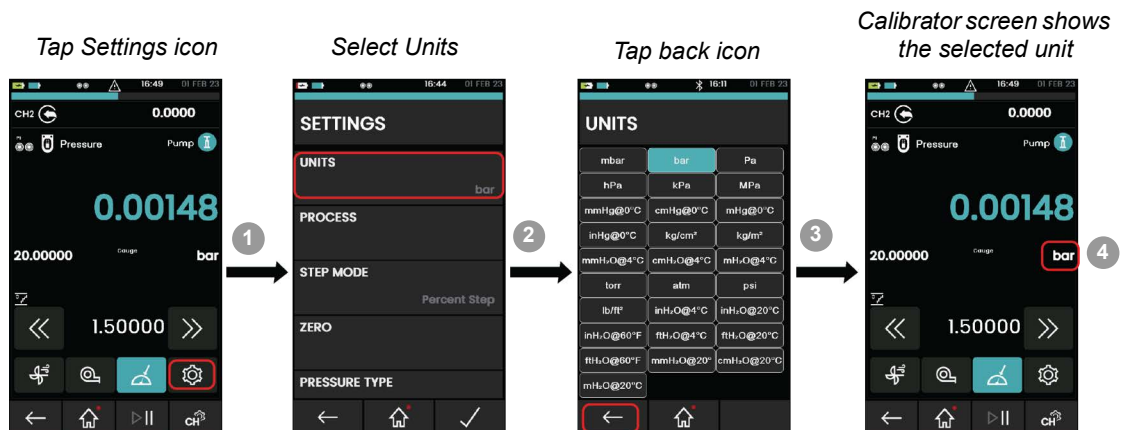 Tap Settings icon
16:49 01 FEB 23
CH2 0.0000
Pressure Pump
0.00148
20.00000 Gauge bar
1.50000
CH
1
Select Units
16:44 01 FEB 23
SETTINGS
UNITS
bar
PROCESS
STEP MODE
Percent Step
ZERO
PRESSURE TYPE
2
Tap back icon
16:11 01 FEB 23
UNITS
mbar bar Pa
hPa kPa MPa
mmHg@0°C cmHg@0°C mHg@0°C
inHg@0°C kg/cm² kg/m²
mmH₂O@4°C cmH₂O@4°C mH₂O@4°C
torr atm psi
lb/ft² inH₂O@4°C inH₂O@20°C
inH₂O@60°F ftH₂O@4°C ftH₂O@20°C
ftH₂O@60°F mmH₂O@20° cmH₂O@20°C
mH₂O@20°C
3
Calibrator screen shows
the selected unit
16:49 01 FEB 23
CH2 0.0000
Pressure Pump
0.00148
20.00000 Gauge bar
4
1.50000
CH